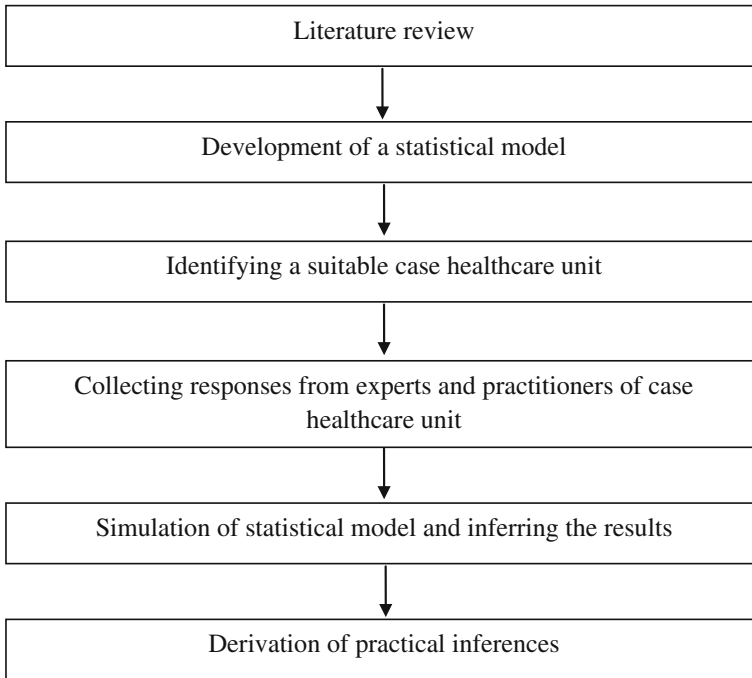 Literature review
Development of a statistical model
Identifying a suitable case healthcare unit
Collecting responses from experts and practitioners of case
healthcare unit
Simulation of statistical model and inferring the results
Derivation of practical inferences